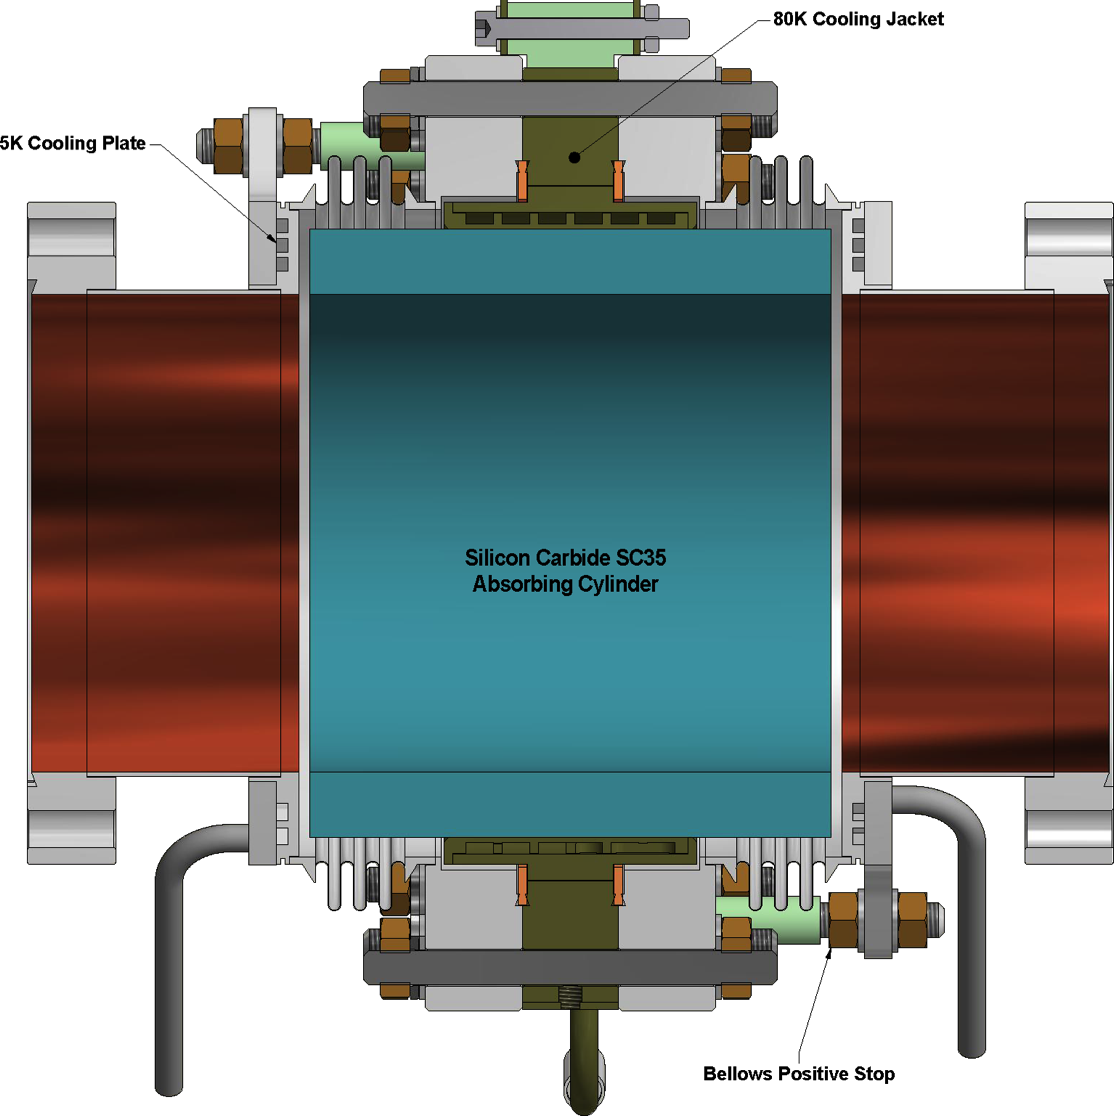 80K Cooling Jacket
5K Cooling Plate
Silicon Carbide SC35
Absorbing Cylinder
Bellows Positive Stop